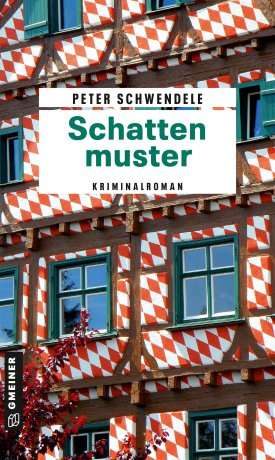 PETER SCHWENDELE
Schatten
muster
KRIMINALROMAN
GMEINER